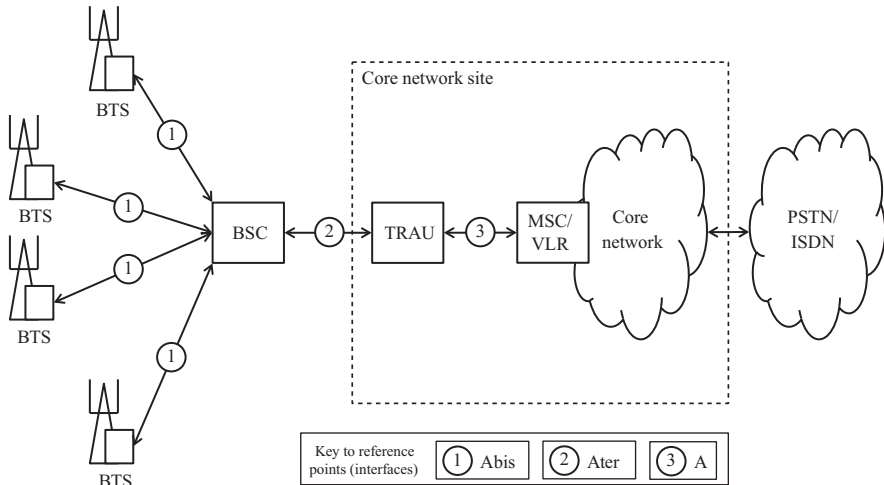 BTS
1
Core network site
BTS
1
BSC
2
TRAU
3
MSC/
VLR
Core
network
PSTN/
ISDN
1
BTS
1
BTS
Key to reference
points (interfaces)
1 Abis
2 Ater
3 A